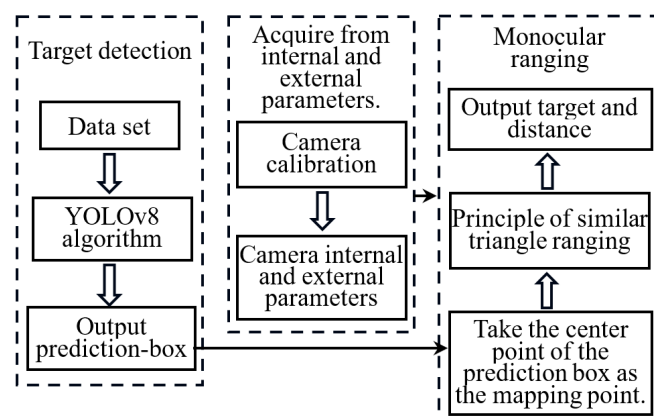 Target detection
Data set
YOLOv8
algorithm
Output
prediction-box
Acquire from
internal and
external
parameters.
Camera
calibration
Camera internal
and external
parameters
Monocular
ranging
Output target and
distance
Principle of similar
triangle ranging
Take the center
point of the
prediction box as
the mapping point.